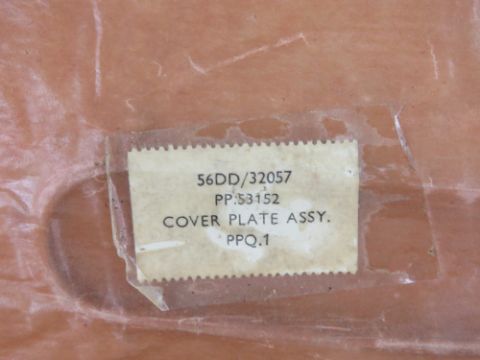 56DD/32057
PP.53152
COVER PLATE ASSY.
PPQ.1